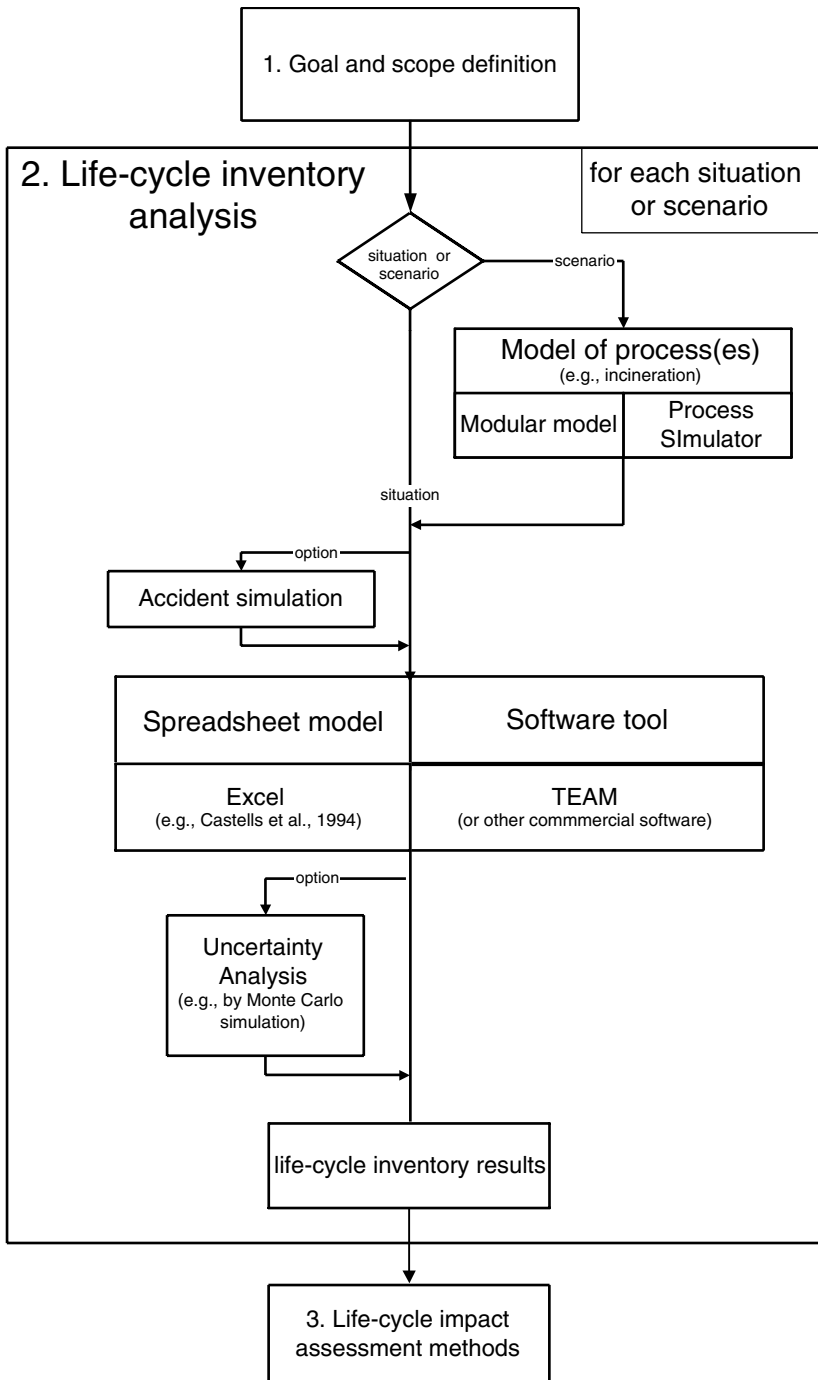 1. Goal and scope definition
2. Life-cycle inventory
analysis
for each situation
or scenario
situation or
scenario
scenario
Model of process(es)
(e.g., incineration)
Modular model
Process
SImulator
situation
option
Accident simulation
Spreadsheet model
Software tool
Excel
(e.g., Castells et al., 1994)
TEAM
(or other commmercial software)
option
Uncertainty
Analysis
(e.g., by Monte Carlo
simulation)
life-cycle inventory results
3. Life-cycle impact
assessment methods